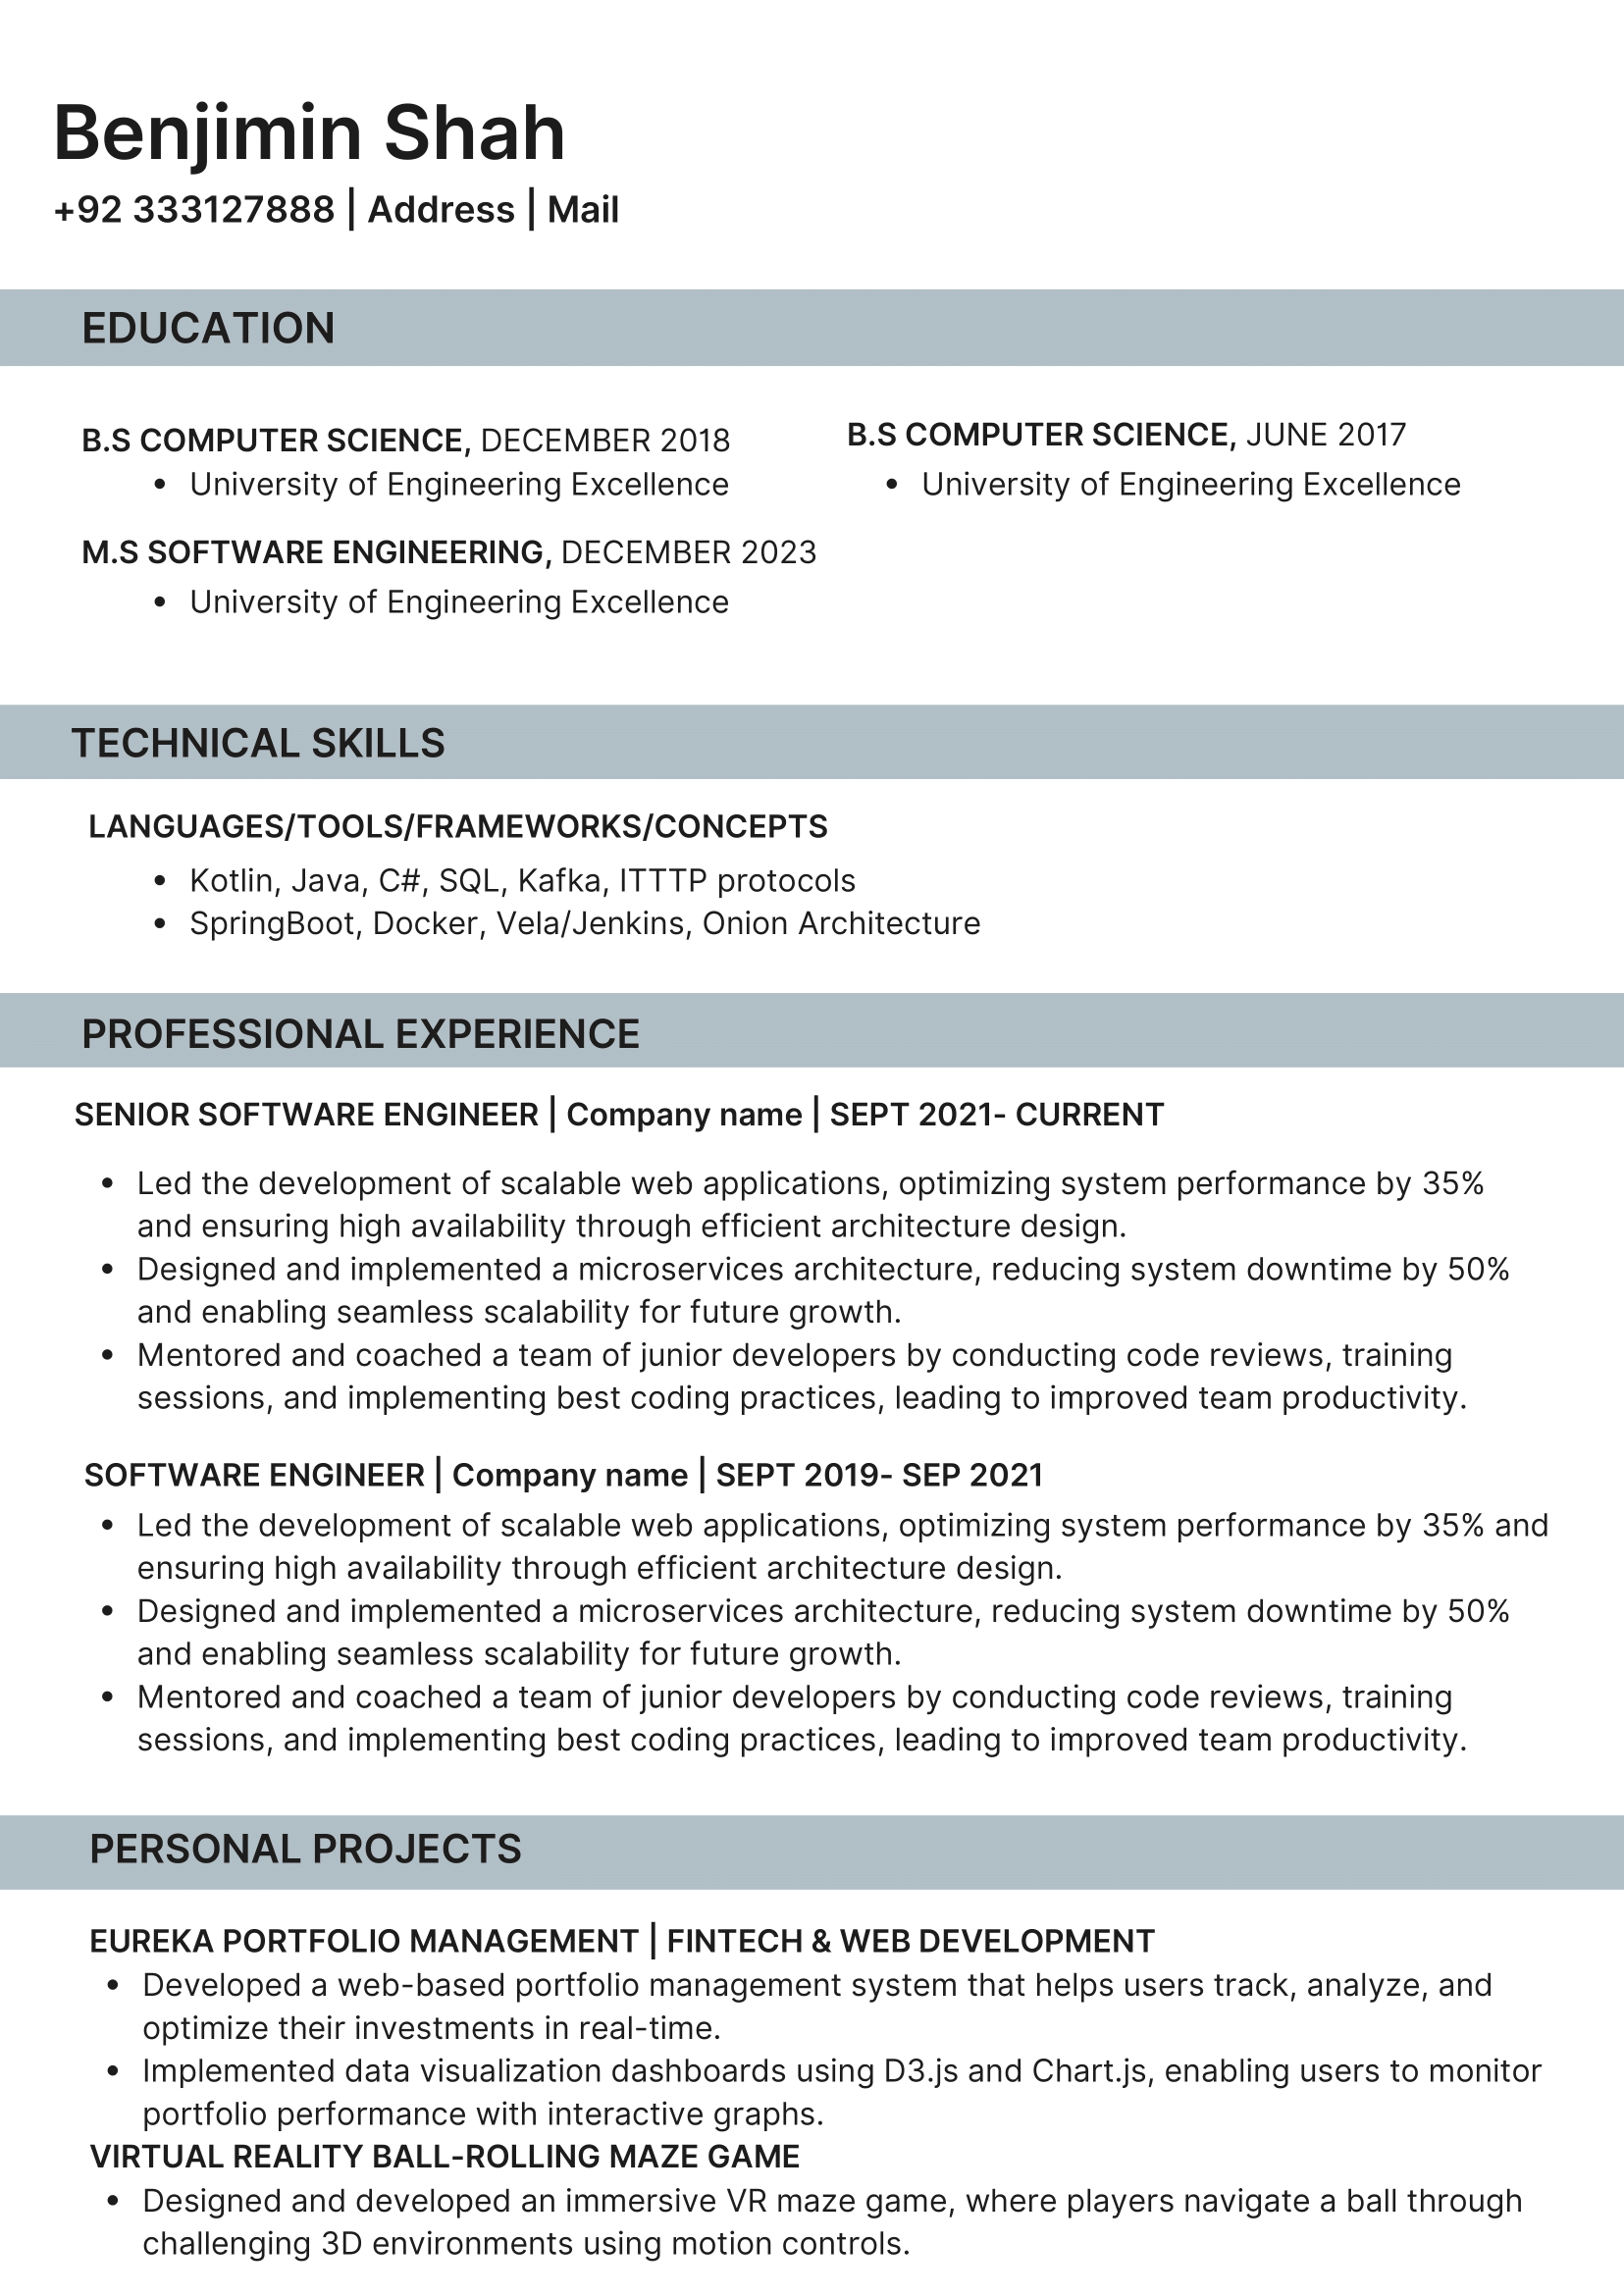 Benjimin Shah
+92 333127888 | Address | Mail
EDUCATION
B.S COMPUTER SCIENCE, DECEMBER 2018
• University of Engineering Excellence
B.S COMPUTER SCIENCE, JUNE 2017
• University of Engineering Excellence
M.S SOFTWARE ENGINEERING, DECEMBER 2023
• University of Engineering Excellence
TECHNICAL SKILLS
LANGUAGES/TOOLS/FRAMEWORKS/CONCEPTS
• Kotlin, Java, C#, SQL, Kafka, ITTTP protocols
• SpringBoot, Docker, Vela/Jenkins, Onion Architecture
PROFESSIONAL EXPERIENCE
SENIOR SOFTWARE ENGINEER | Company name | SEPT 2021- CURRENT
• Led the development of scalable web applications, optimizing system performance by 35%
and ensuring high availability through efficient architecture design.
• Designed and implemented a microservices architecture, reducing system downtime by 50%
and enabling seamless scalability for future growth.
• Mentored and coached a team of junior developers by conducting code reviews, training
sessions, and implementing best coding practices, leading to improved team productivity.
SOFTWARE ENGINEER | Company name | SEPT 2019- SEP 2021
• Led the development of scalable web applications, optimizing system performance by 35% and
ensuring high availability through efficient architecture design.
• Designed and implemented a microservices architecture, reducing system downtime by 50%
and enabling seamless scalability for future growth.
• Mentored and coached a team of junior developers by conducting code reviews, training
sessions, and implementing best coding practices, leading to improved team productivity.
PERSONAL PROJECTS
EUREKA PORTFOLIO MANAGEMENT | FINTECH & WEB DEVELOPMENT
• Developed a web-based portfolio management system that helps users track, analyze, and
optimize their investments in real-time.
• Implemented data visualization dashboards using D3.js and Chart.js, enabling users to monitor
portfolio performance with interactive graphs.
VIRTUAL REALITY BALL-ROLLING MAZE GAME
• Designed and developed an immersive VR maze game, where players navigate a ball through
challenging 3D environments using motion controls.